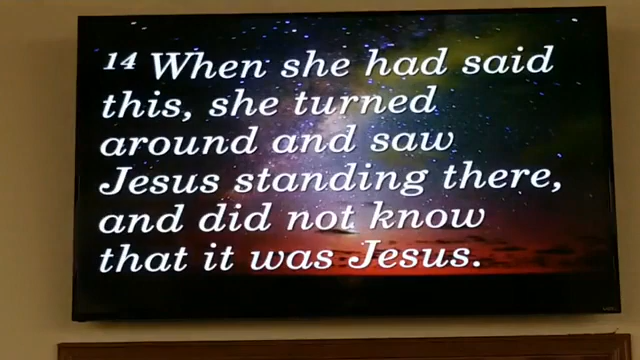 14 When she had said
this, she turned
around and saw
Jesus standing there,
and did not know
that it was Jesus.